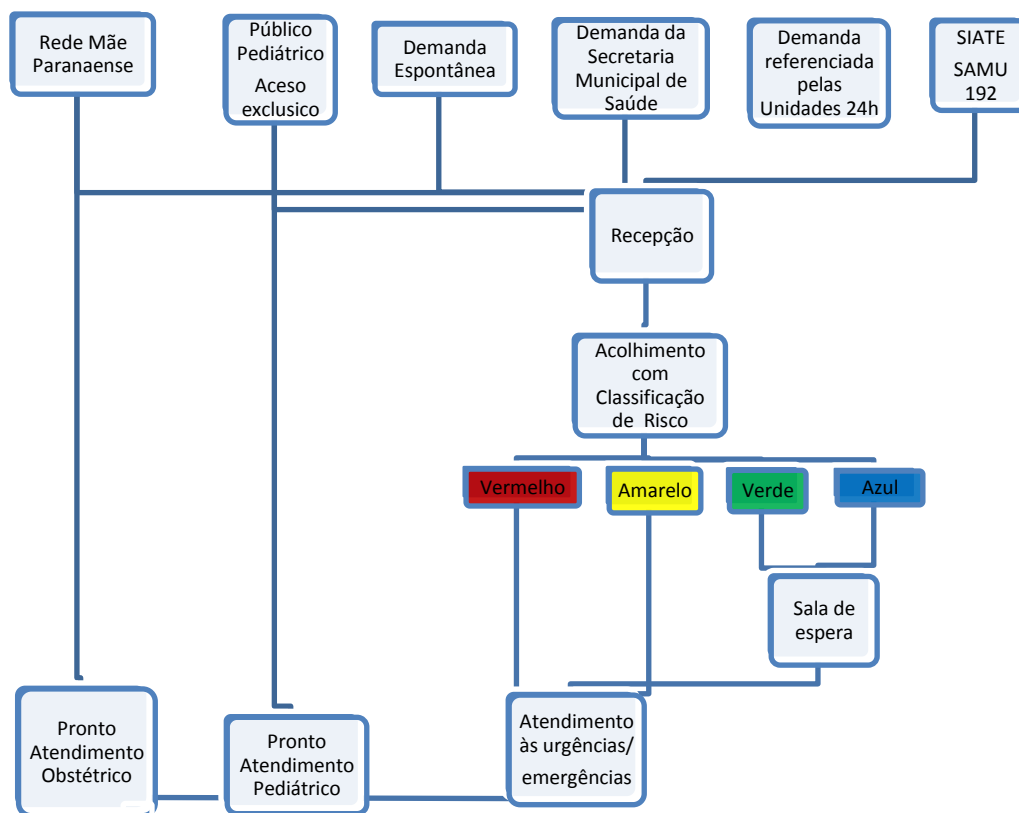 Rede Mãe
Paranaense
Público
Pediátrico
Aceso
exclusico
Demanda
Espontânea
Demanda da
Secretaria
Municipal de
Saúde
Demanda
referenciada
pelas
Unidades 24h
SIATE
SAMU
192
Recepção
Acolhimento
com
Classificação
de Risco
Vermelho
Amarelo
Verde
Azul
Sala de
espera
Pronto
Atendimento
Obstétrico
Pronto
Atendimento
Pediátrico
Atendimento
às urgências/
emergências